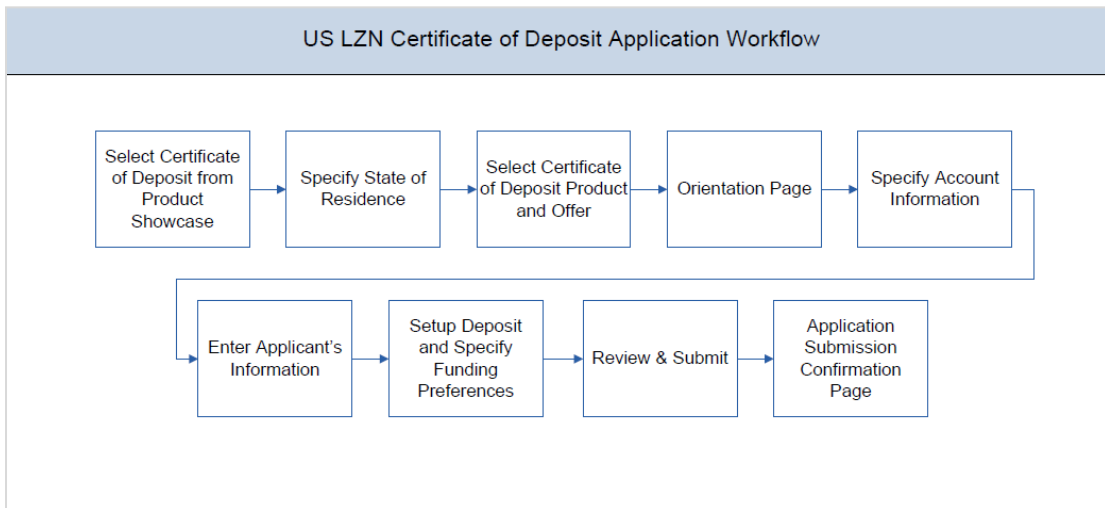 US LZN Certificate of Deposit Application Workflow
Select Certificate
of Deposit from
Product
Showcase
Specify State of
Residence
Select Certificate
of Deposit Product
and Offer
Orientation Page
Specify Account
Information
Enter Applicant's
Information
Setup Deposit
and Specify
Funding
Preferences
Review & Submit
Application
Submission
Confirmation
Page